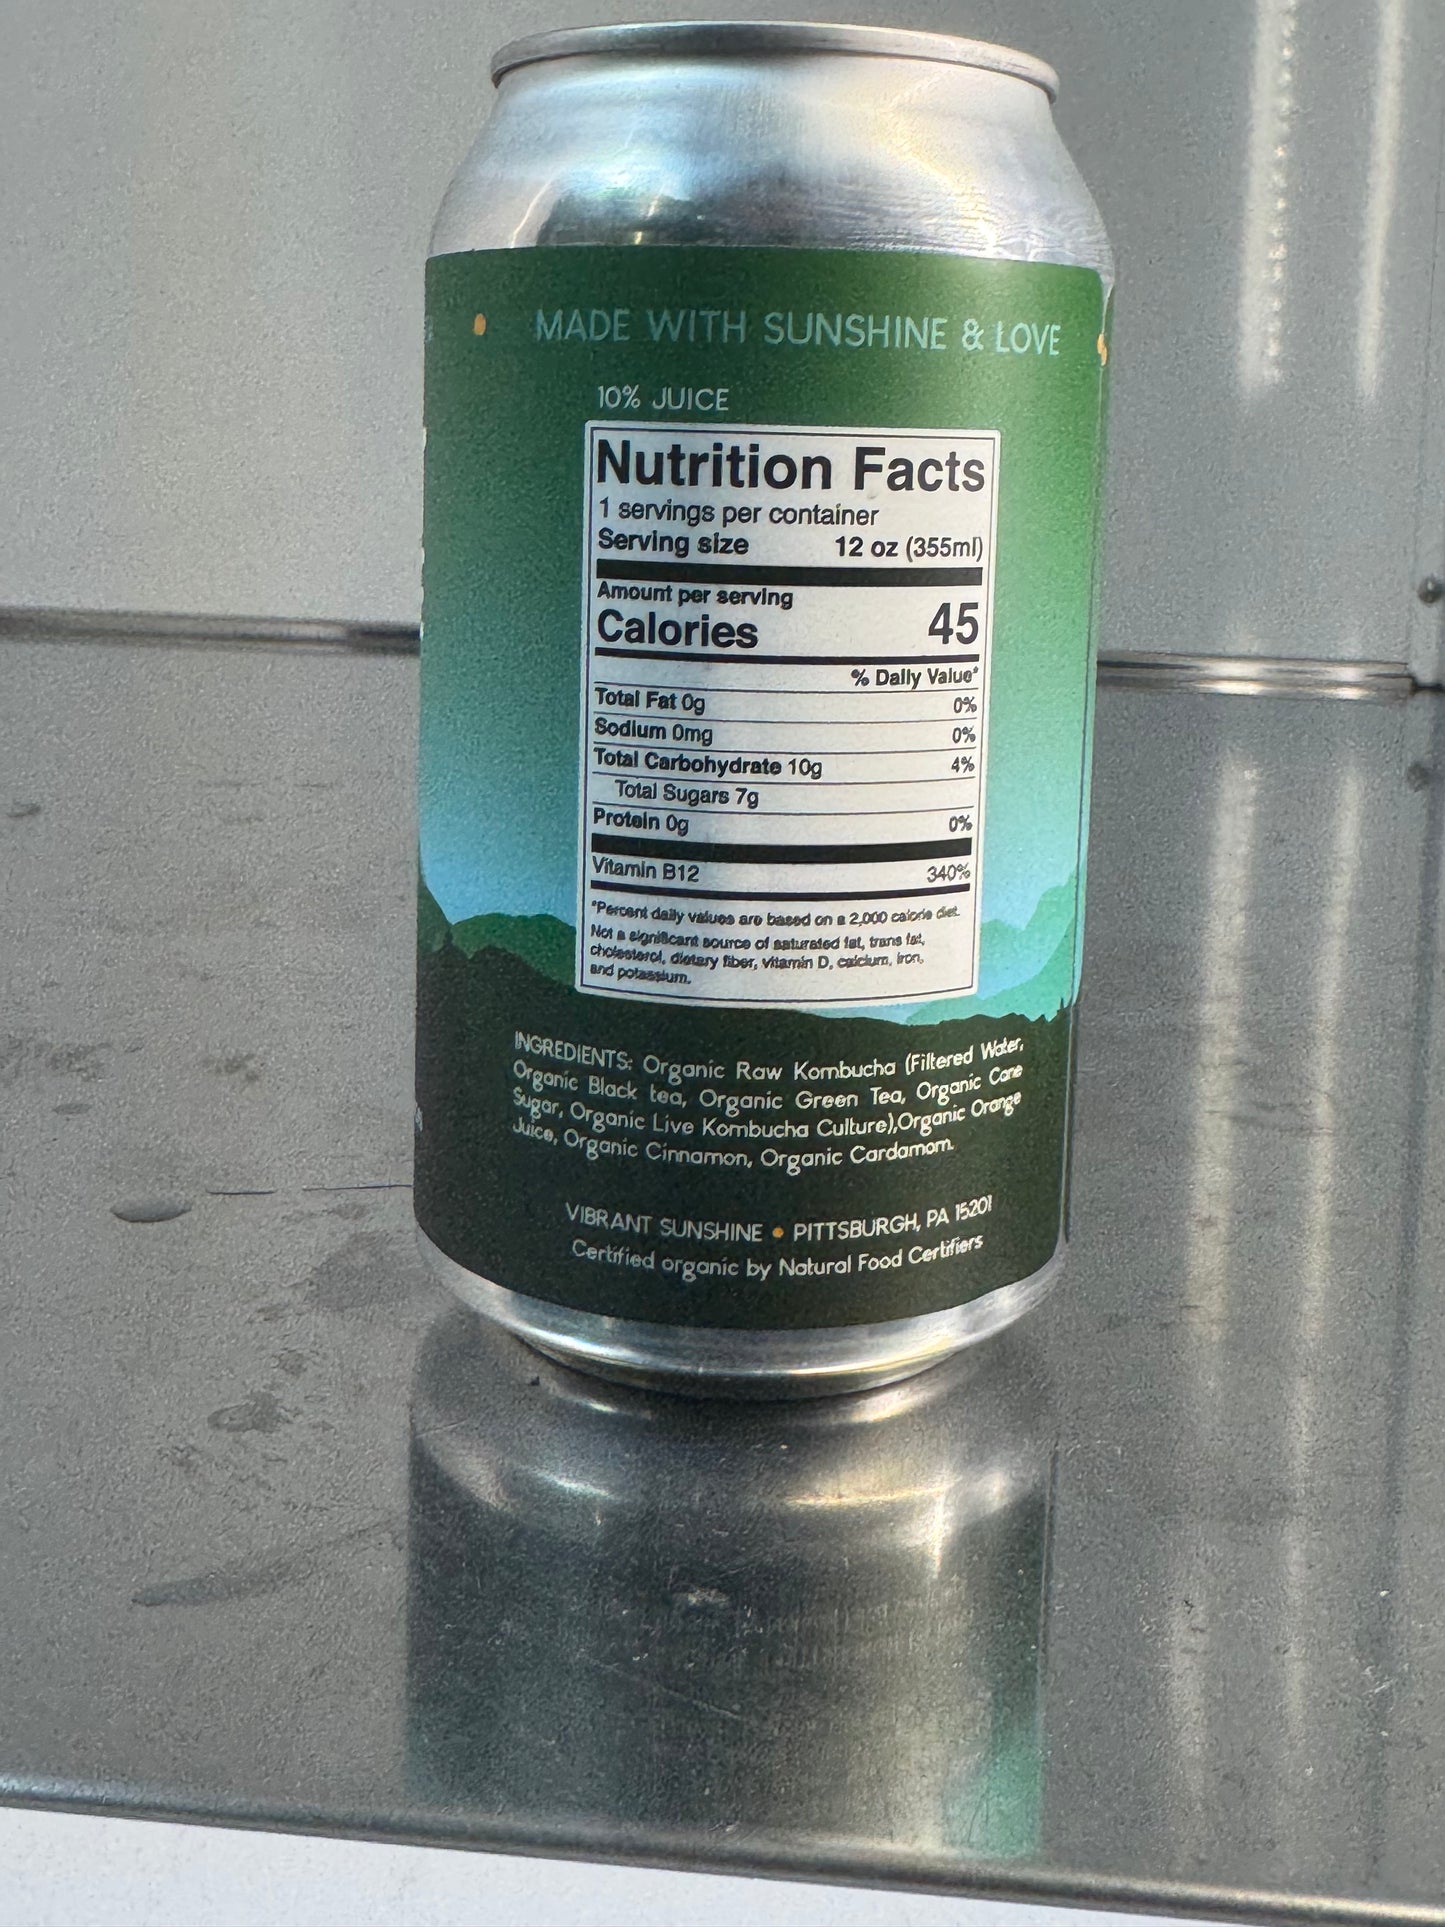 MADE WITH SUNSHINE & LOVE
10% JUICE
Nutrition Facts
1 servings per container
Serving size 12 oz (355ml)
Amount per serving
Calories 45
% Daily Value*
Total Fat 0g 0%
Sodium 0mg 0%
Total Carbohydrate 10g 4%
Total Sugars 7g
Protein 0g 0%
Vitamin B12 340%
*Percent daily values are based on a 2,000 calorie diet.
Not a significant source of saturated fat, trans fat,
cholesterol, dietary fiber, vitamin D, calcium, iron,
and potassium.
INGREDIENTS: Organic Raw Kombucha (Filtered Water,
Organic Black tea, Organic Green Tea, Organic Cane
Sugar, Organic Live Kombucha Culture),Organic Orange
Juice, Organic Cinnamon, Organic Cardamom.
VIBRANT SUNSHINE • PITTSBURGH, PA 15201
Certified organic by Natural Food Certifiers